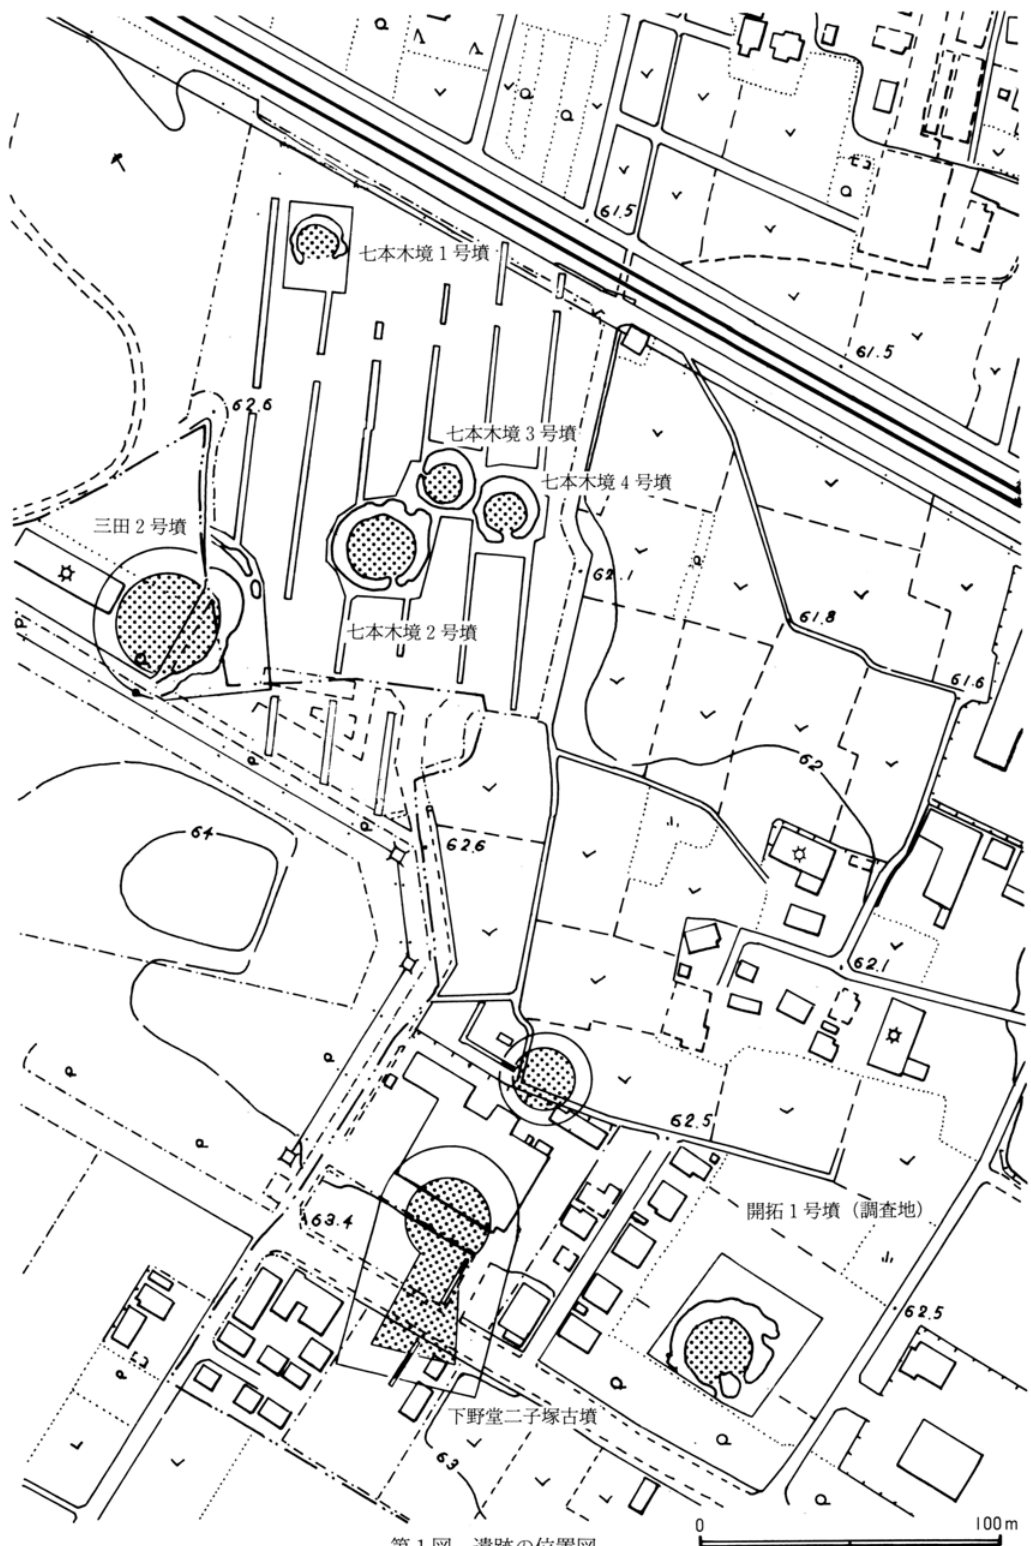 61.5
七本木境1号墳
61.5
62.6
七本木境3号墳
七本木境4号墳
三田2号墳
62.1
61.8
七本木境2号墳
61.6
62
64
62.6
62.1
62.5
開拓1号墳（調査地）
63.4
62.5
下野堂二子塚古墳
63
0 100m
第1図 遺跡の位置図